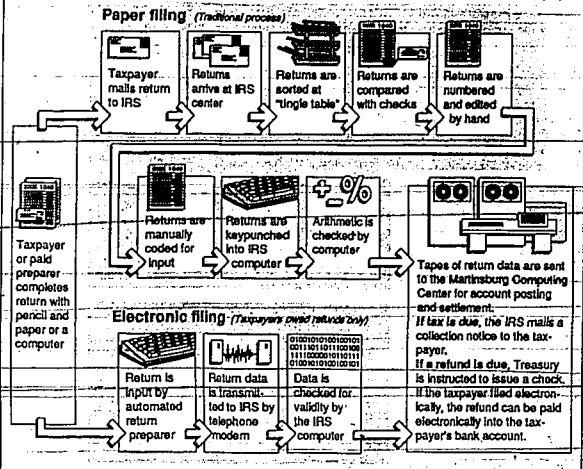 Paper filing (Traditional process)
Taxpayer
mails return
to IRS
Returns
arrive at IRS
center
Returns are
sorted at
"tingle table"
Returns are
compared
with checks
Returns are
numbered
and edited
by hand
Taxpayer
or paid
preparer
completes
return with
pencil and
paper or a
computer
Returns are
manually
coded for
input
Returns are
keypunched
into IRS
computer
Arithmetic is
checked by
computer
Tapes of return data are sent
to the Martinsburg Computing
Center for account posting
and settlement:
If tax is due, the IRS mails a
collection notice to the tax-
payer.
If a refund is due, Treasury
is instructed to issue a check.
If the taxpayer filed electron-
ically, the refund can be paid
electronically into the tax-
payer's bank account.
Electronic filing (Taxpayers owed refunds only)
Return is
input by
automated
return
preparer
Return data
is transmit-
ted to IRS by
telephone
modem
Data is
checked for
validity by
the IRS
computer